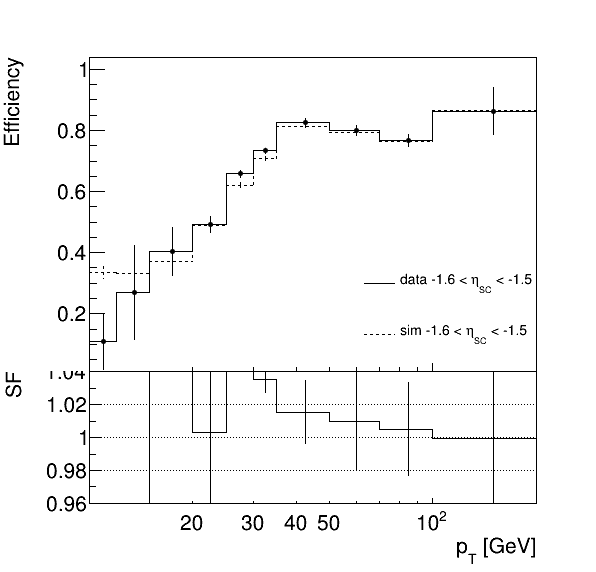 Efficiency
1
0.8
0.6
0.4
0.2
data -1.6 < η_SC < -1.5
sim -1.6 < η_SC < -1.5
SF
1.04
1.02
1
0.98
0.96
20 30 40 50 10²
p_T [GeV]